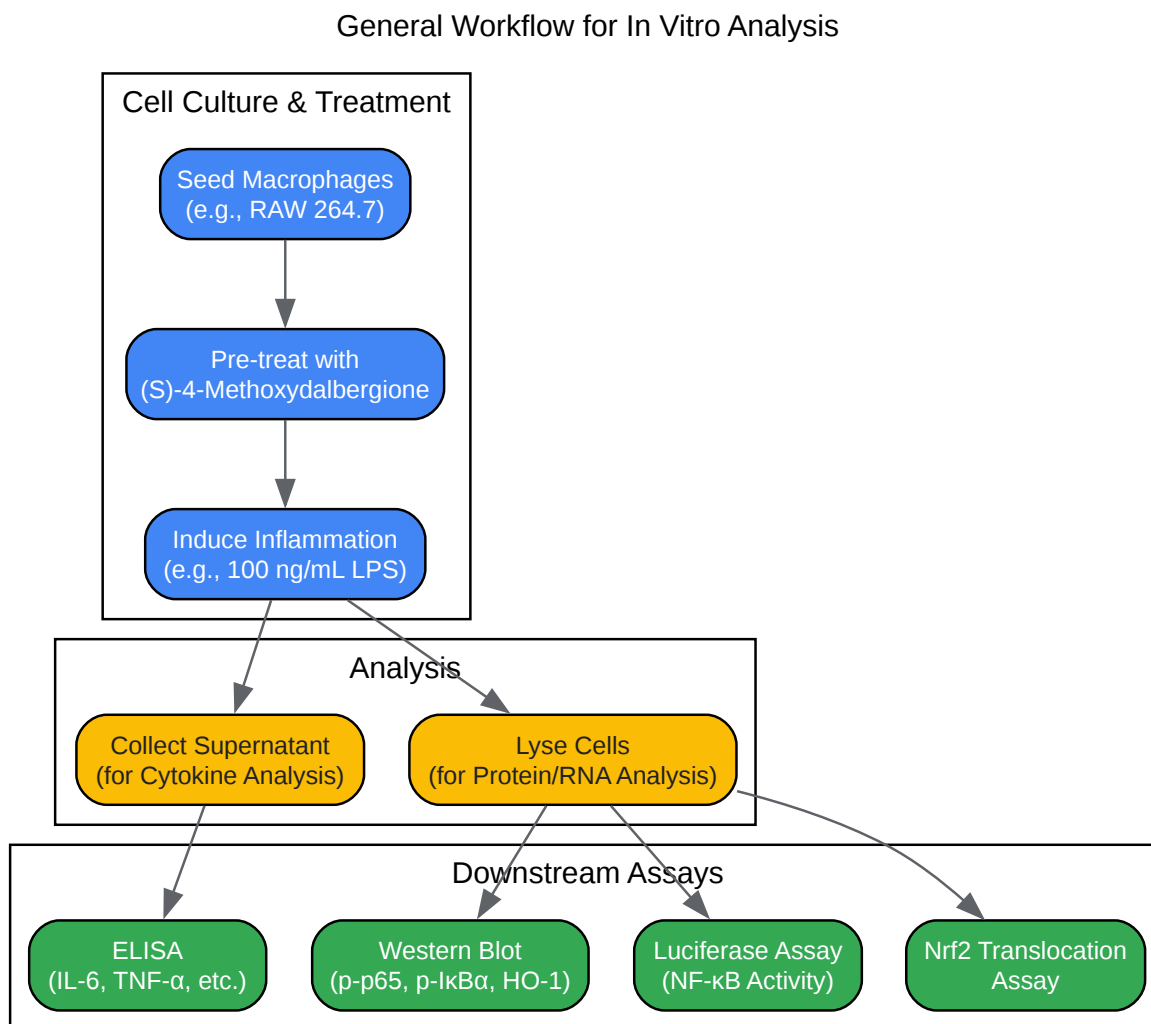 General Workflow for In Vitro Analysis
Cell Culture & Treatment
Seed Macrophages
(e.g., RAW 264.7)
Pre-treat with
(S)-4-Methoxydalbergione
Induce Inflammation
(e.g., 100 ng/mL LPS)
Analysis
Collect Supernatant
(for Cytokine Analysis)
Lyse Cells
(for Protein/RNA Analysis)
Downstream Assays
ELISA
(IL-6, TNF-α, etc.)
Western Blot
(p-p65, p-IκBα, HO-1)
Luciferase Assay
(NF-κB Activity)
Nrf2 Translocation
Assay